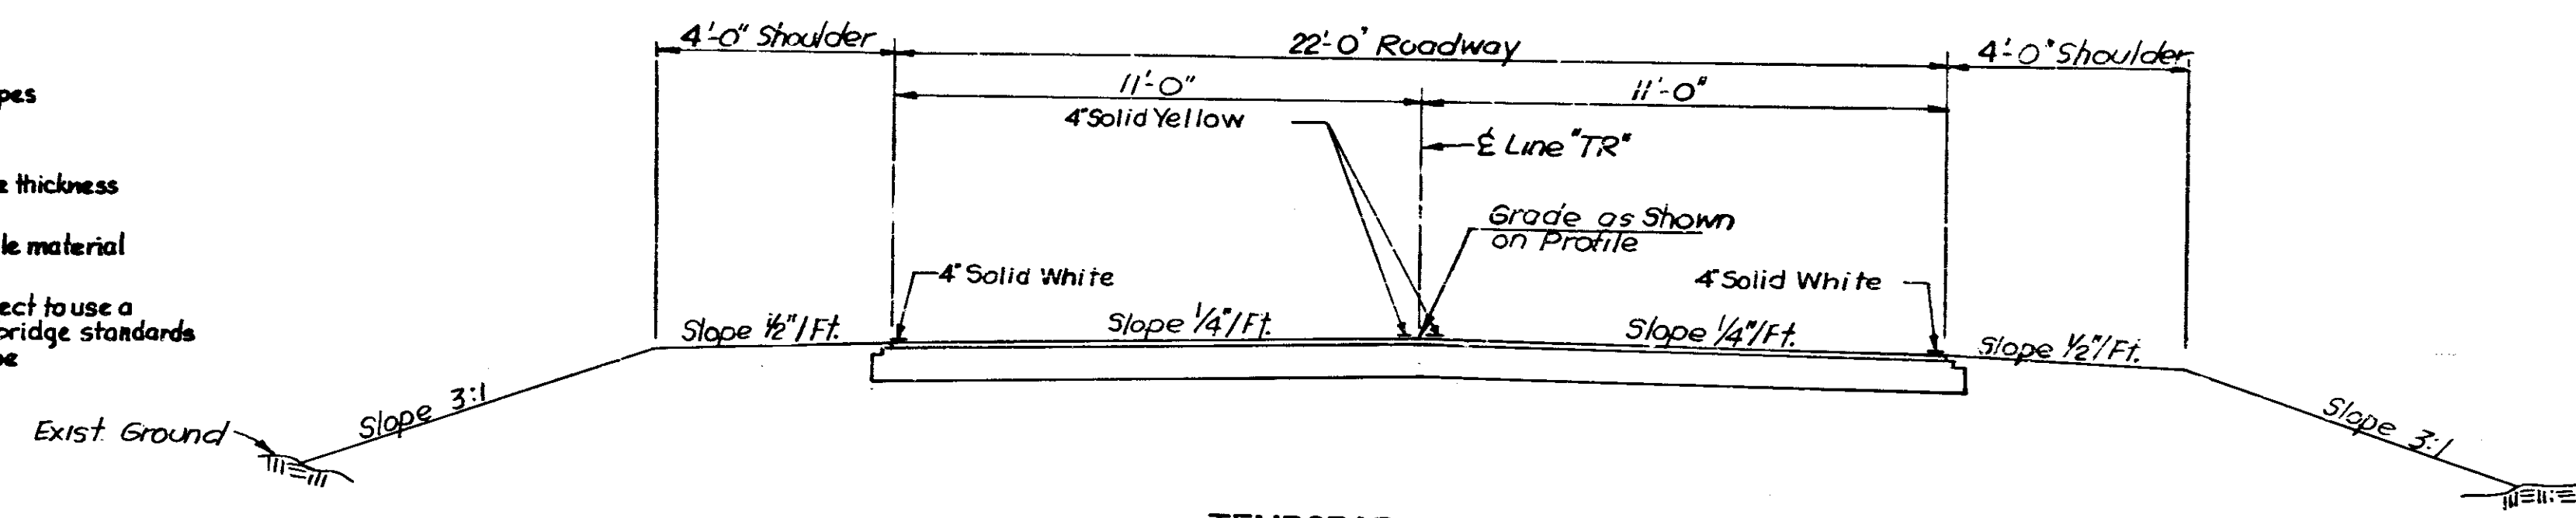 4'-0" Shoulder
22'-0" Roadway
4'-0" Shoulder
11'-0"
11'-0"
4" Solid Yellow
℄ Line "TR"
Grade as Shown
on Profile
4" Solid White
4" Solid White
Slope 1/2"/Ft.
Slope 1/4"/Ft.
Slope 1/4"/Ft.
Slope 1/2"/Ft.
Slope 3:1
Slope 3:1
Exist. Ground
thickness
material
ect to use a
bridge standards